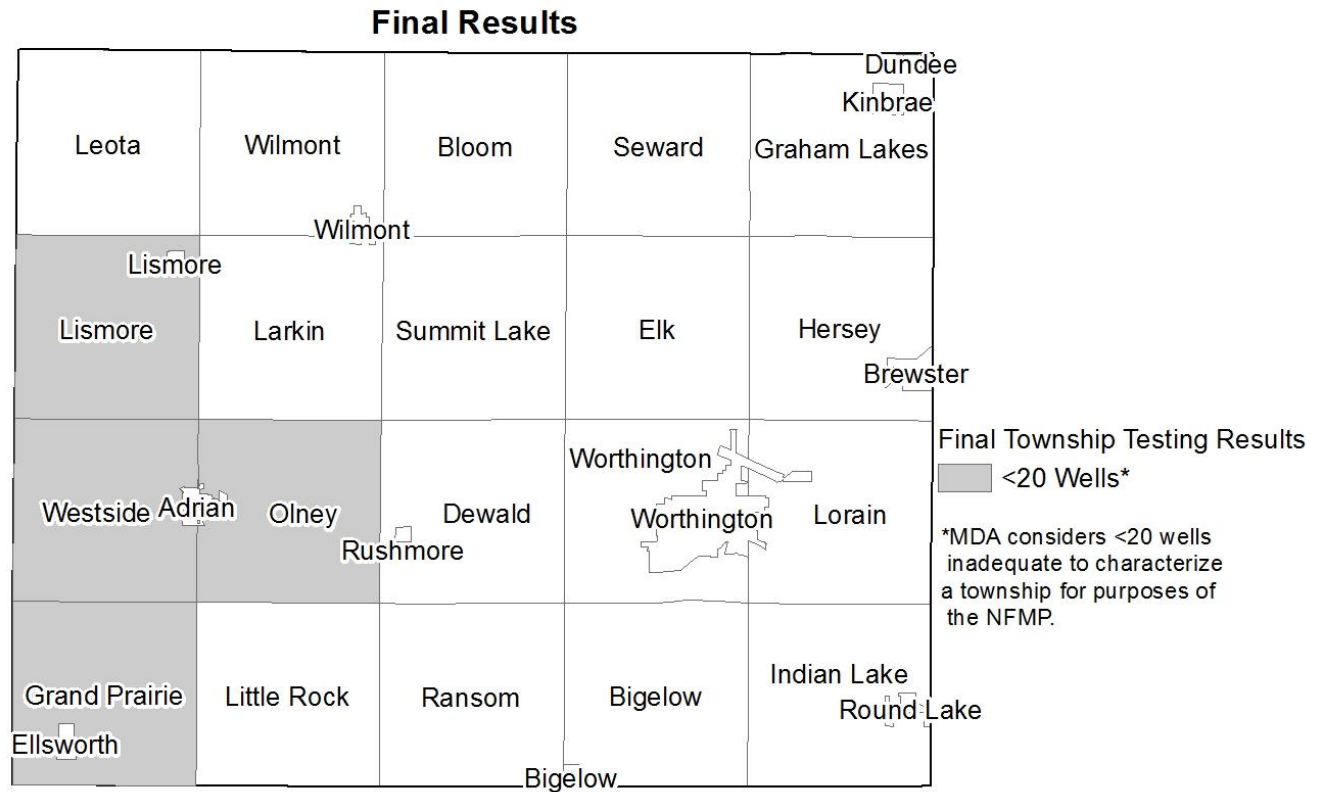 Final Results
Dundee
Kinbrae
Leota
Wilmont
Bloom
Seward
Graham Lakes
Wilmont
Lismore
Lismore
Larkin
Summit Lake
Elk
Hersey
Brewster
Worthington
Westside
Adrian
Olney
Dewald
Worthington
Lorain
Rushmore
Final Township Testing Results
<20 Wells*
*MDA considers <20 wells
inadequate to characterize
a township for purposes of
the NFMP.
Grand Prairie
Little Rock
Ransom
Bigelow
Indian Lake
Round Lake
Ellsworth
Bigelow